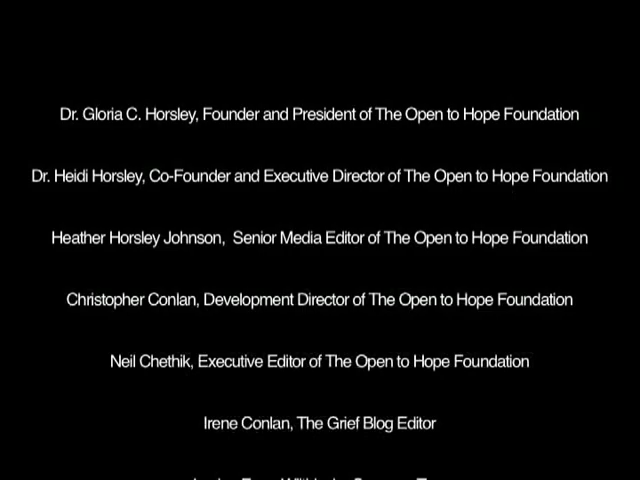 Dr. Gloria C. Horsley, Founder and President of The Open to Hope Foundation
Dr. Heidi Horsley, Co-Founder and Executive Director of The Open to Hope Foundation
Heather Horsley Johnson,  Senior Media Editor of The Open to Hope Foundation
Christopher Conlan, Development Director of The Open to Hope Foundation
Neil Chethik, Executive Editor of The Open to Hope Foundation
Irene Conlan, The Grief Blog Editor